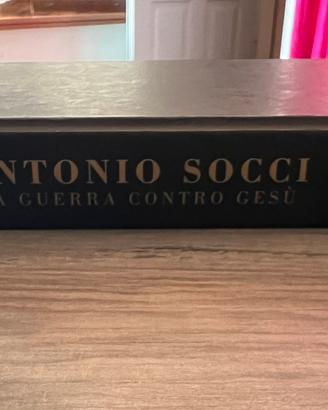 NTONIO SOCCI
A GUERRA CONTRO GESÙ